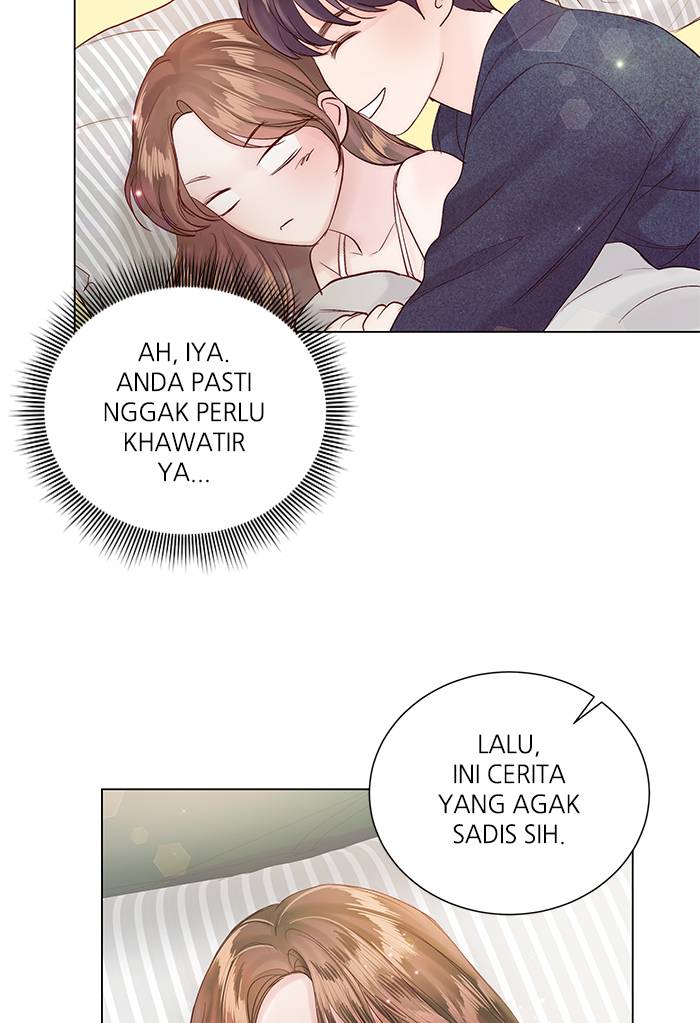 AH, IYA.
ANDA PASTI
NGGAK PERLU
KHAWATIR
YA...
LALU,
INI CERITA
YANG AGAK
SADIS SIH.